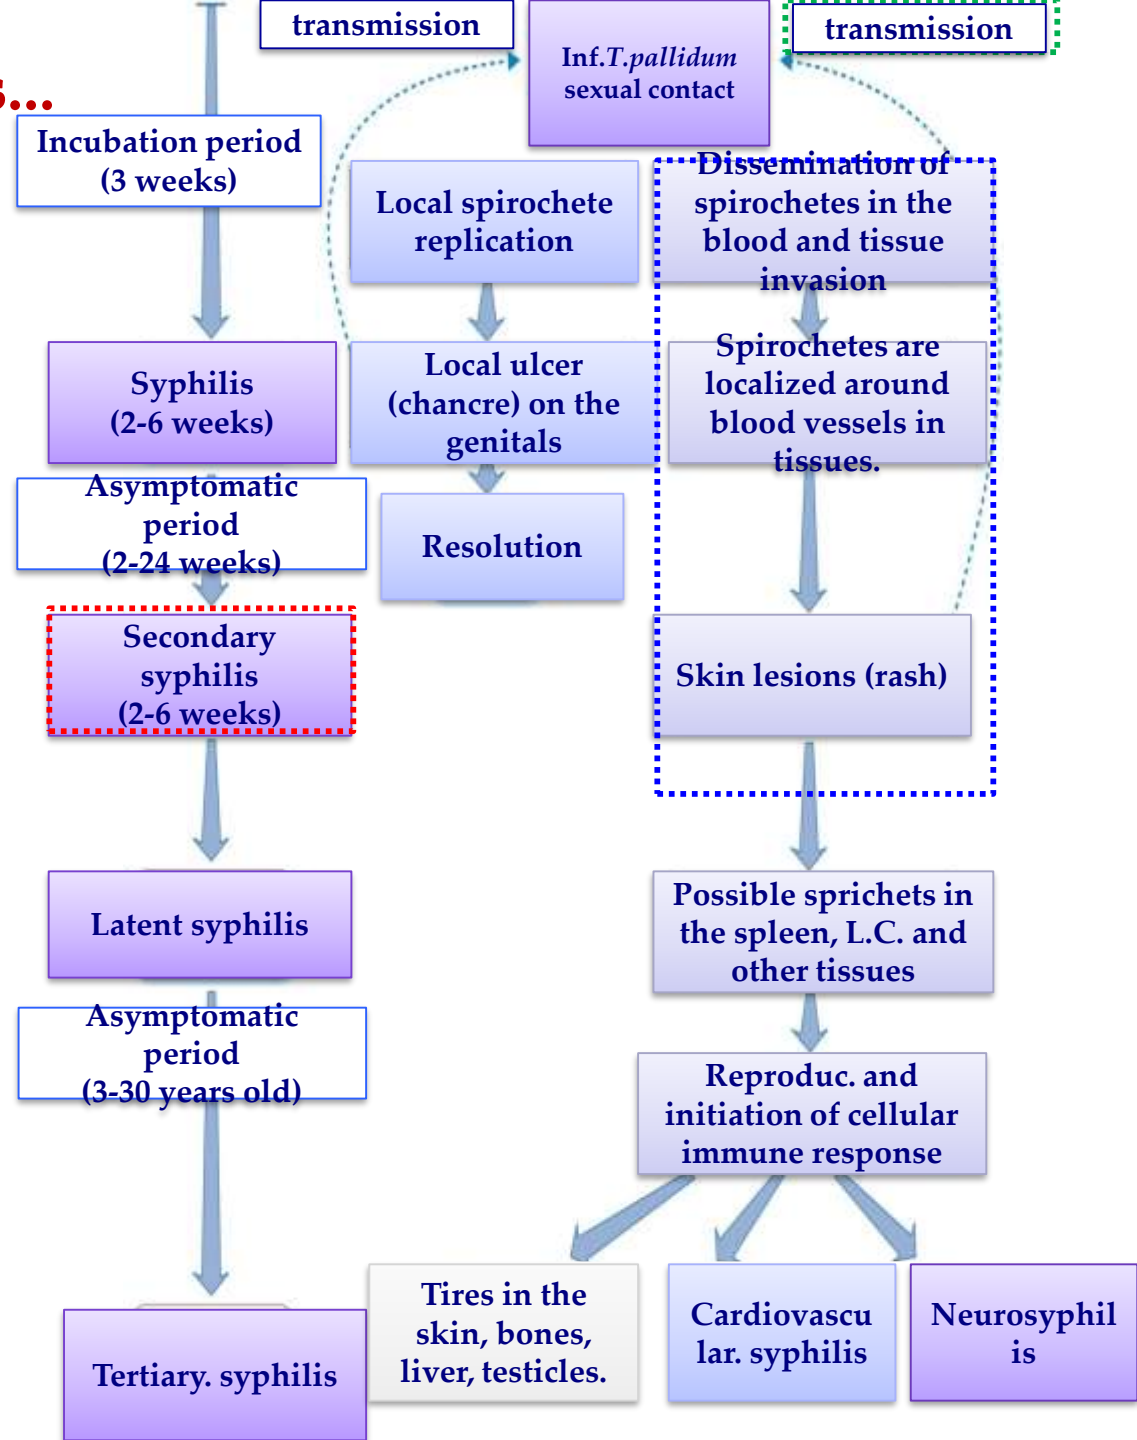 transmission
Inf.T.pallidum
sexual contact
transmission
s...
Incubation period
(3 weeks)
Local spirochete
replication
Dissemination of
spirochetes in the
blood and tissue
invasion
Syphilis
(2-6 weeks)
Local ulcer
(chancre) on the
genitals
Spirochetes are
localized around
blood vessels in
tissues.
Asymptomatic
period
(2-24 weeks)
Resolution
Secondary
syphilis
(2-6 weeks)
Skin lesions (rash)
Latent syphilis
Possible sprichets in
the spleen, L.C. and
other tissues
Asymptomatic
period
(3-30 years old)
Reproduc. and
initiation of cellular
immune response
Tertiary. syphilis
Tires in the
skin, bones,
liver, testicles.
Cardiovascu
lar. syphilis
Neurosyphil
is